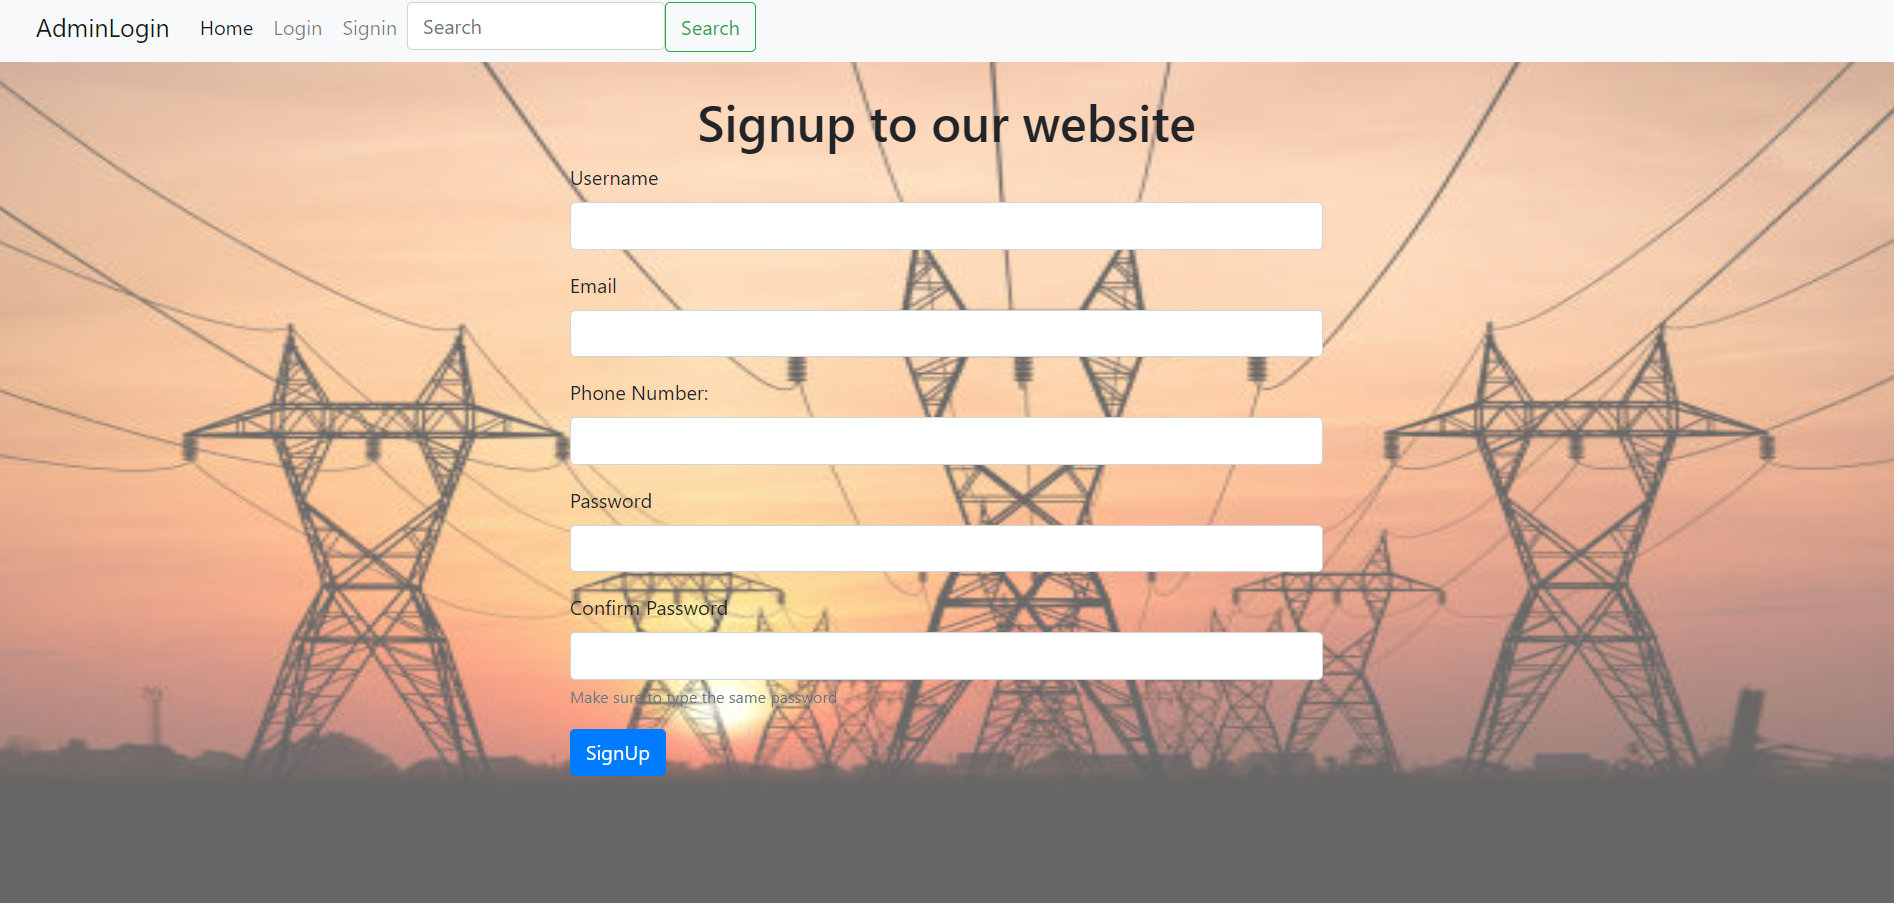 AdminLogin Home Login Signin Search Search
Signup to our website
Username
Email
Phone Number:
Password
Confirm Password
Make sure to type the same password
SignUp